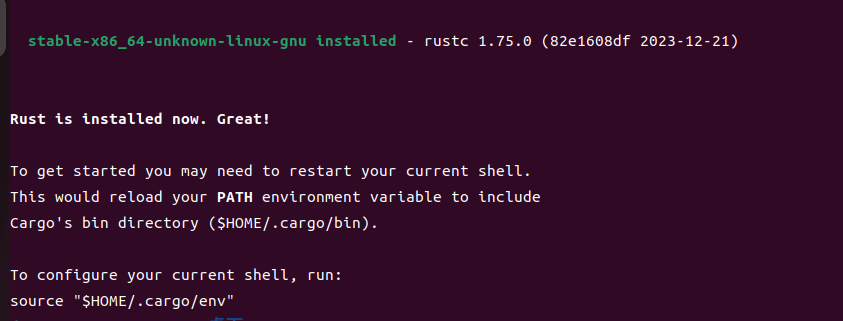 stable-x86_64-unknown-linux-gnu installed - rustc 1.75.0 (82e1608df 2023-12-21)
Rust is installed now. Great!
To get started you may need to restart your current shell.
This would reload your PATH environment variable to include
Cargo's bin directory ($HOME/.cargo/bin).
To configure your current shell, run:
source "$HOME/.cargo/env"